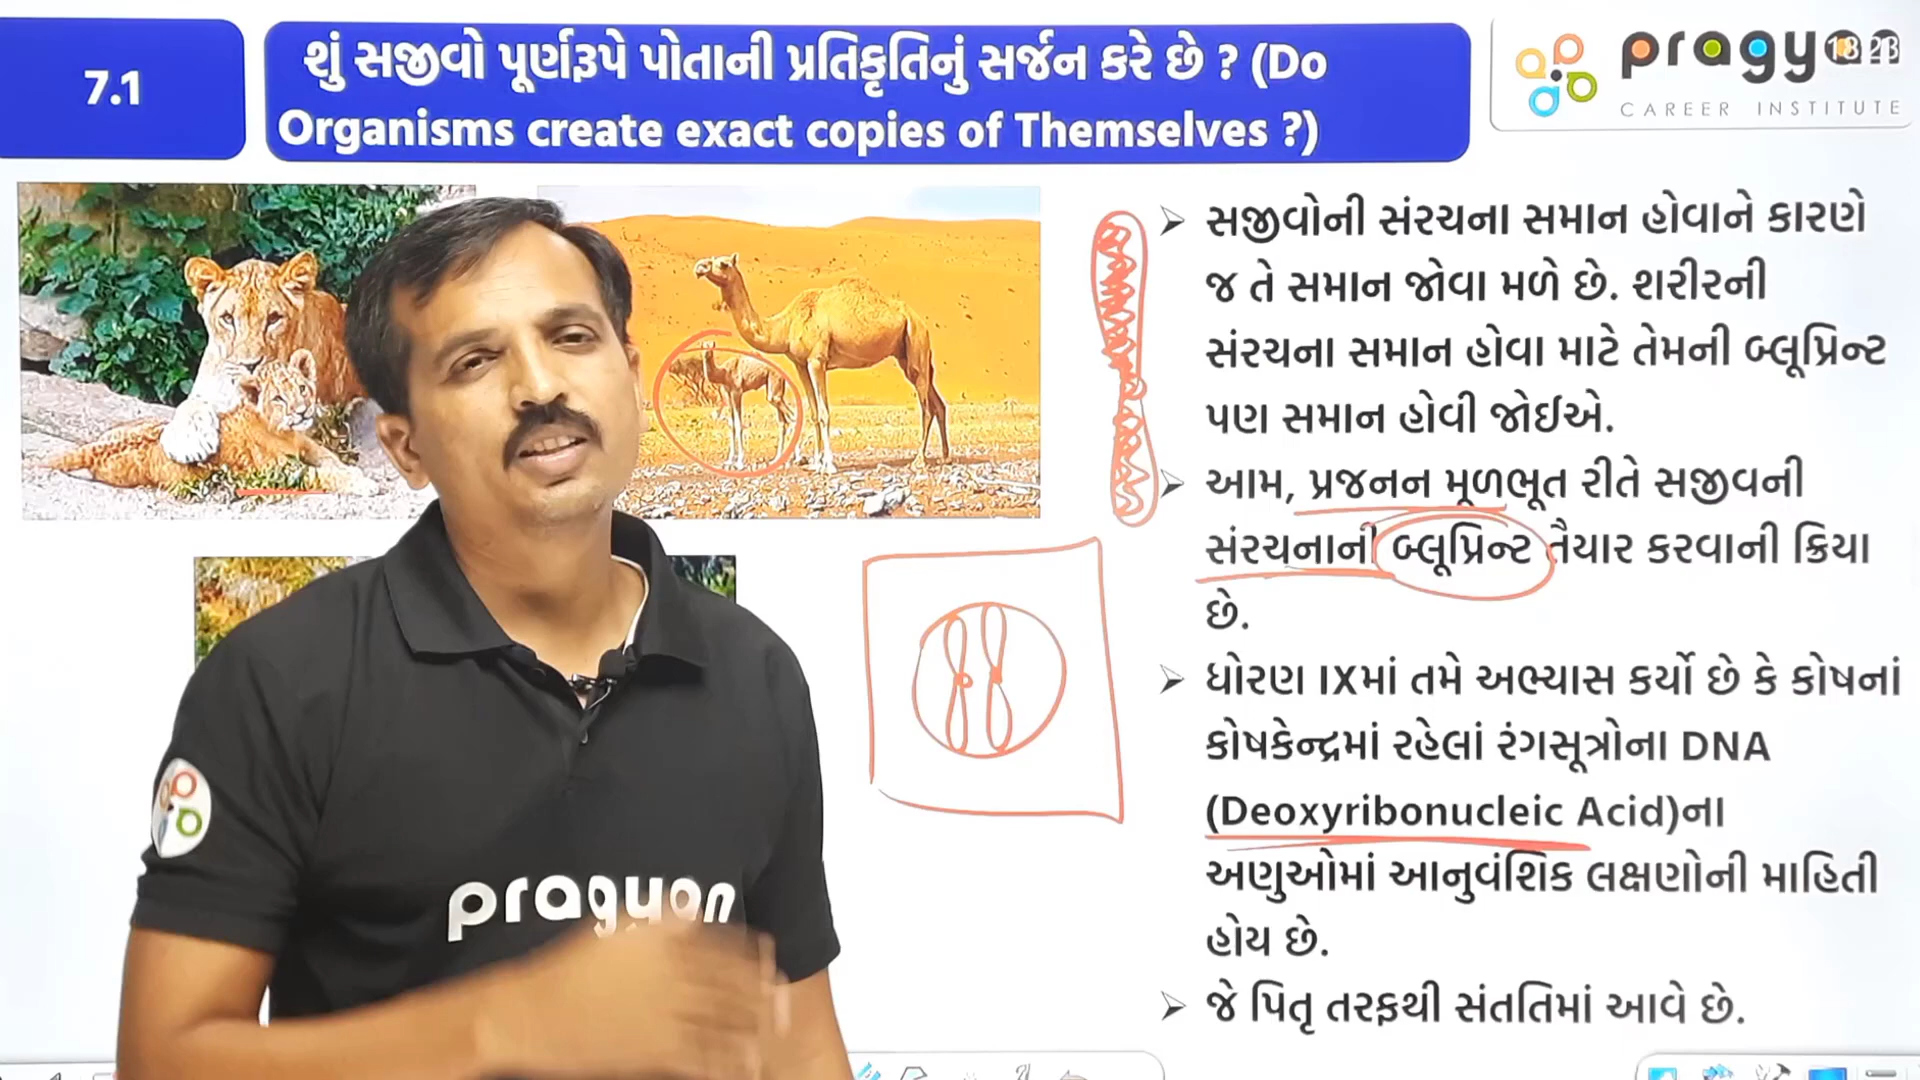 7.1
શું સજીવો પૂર્ણરૂપે પોતાની પ્રતિકૃતિનું સર્જન કરે છે ? (Do
Organisms create exact copies of Themselves ?)
pragyan
CAREER INSTITUTE
➢ સજીવોની સંરચના સમાન હોવાને કારણે
જ તે સમાન જોવા મળે છે. શરીરની
સંરચના સમાન હોવા માટે તેમની બ્લૂપ્રિન્ટ
પણ સમાન હોવી જોઈએ.
➢ આમ, પ્રજનન મૂળભૂત રીતે સજીવની
સંરચનાની બ્લૂપ્રિન્ટ તૈયાર કરવાની ક્રિયા
છે.
➢ ધોરણ IXમાં તમે અભ્યાસ કર્યો છે કે કોષનાં
કોષકેન્દ્રમાં રહેલાં રંગસૂત્રોના DNA
(Deoxyribonucleic Acid)ના
અણુઓમાં આનુવંશિક લક્ષણોની માહિતી
હોય છે.
➢ જે પિતૃ તરફથી સંતતિમાં આવે છે.
pragyan